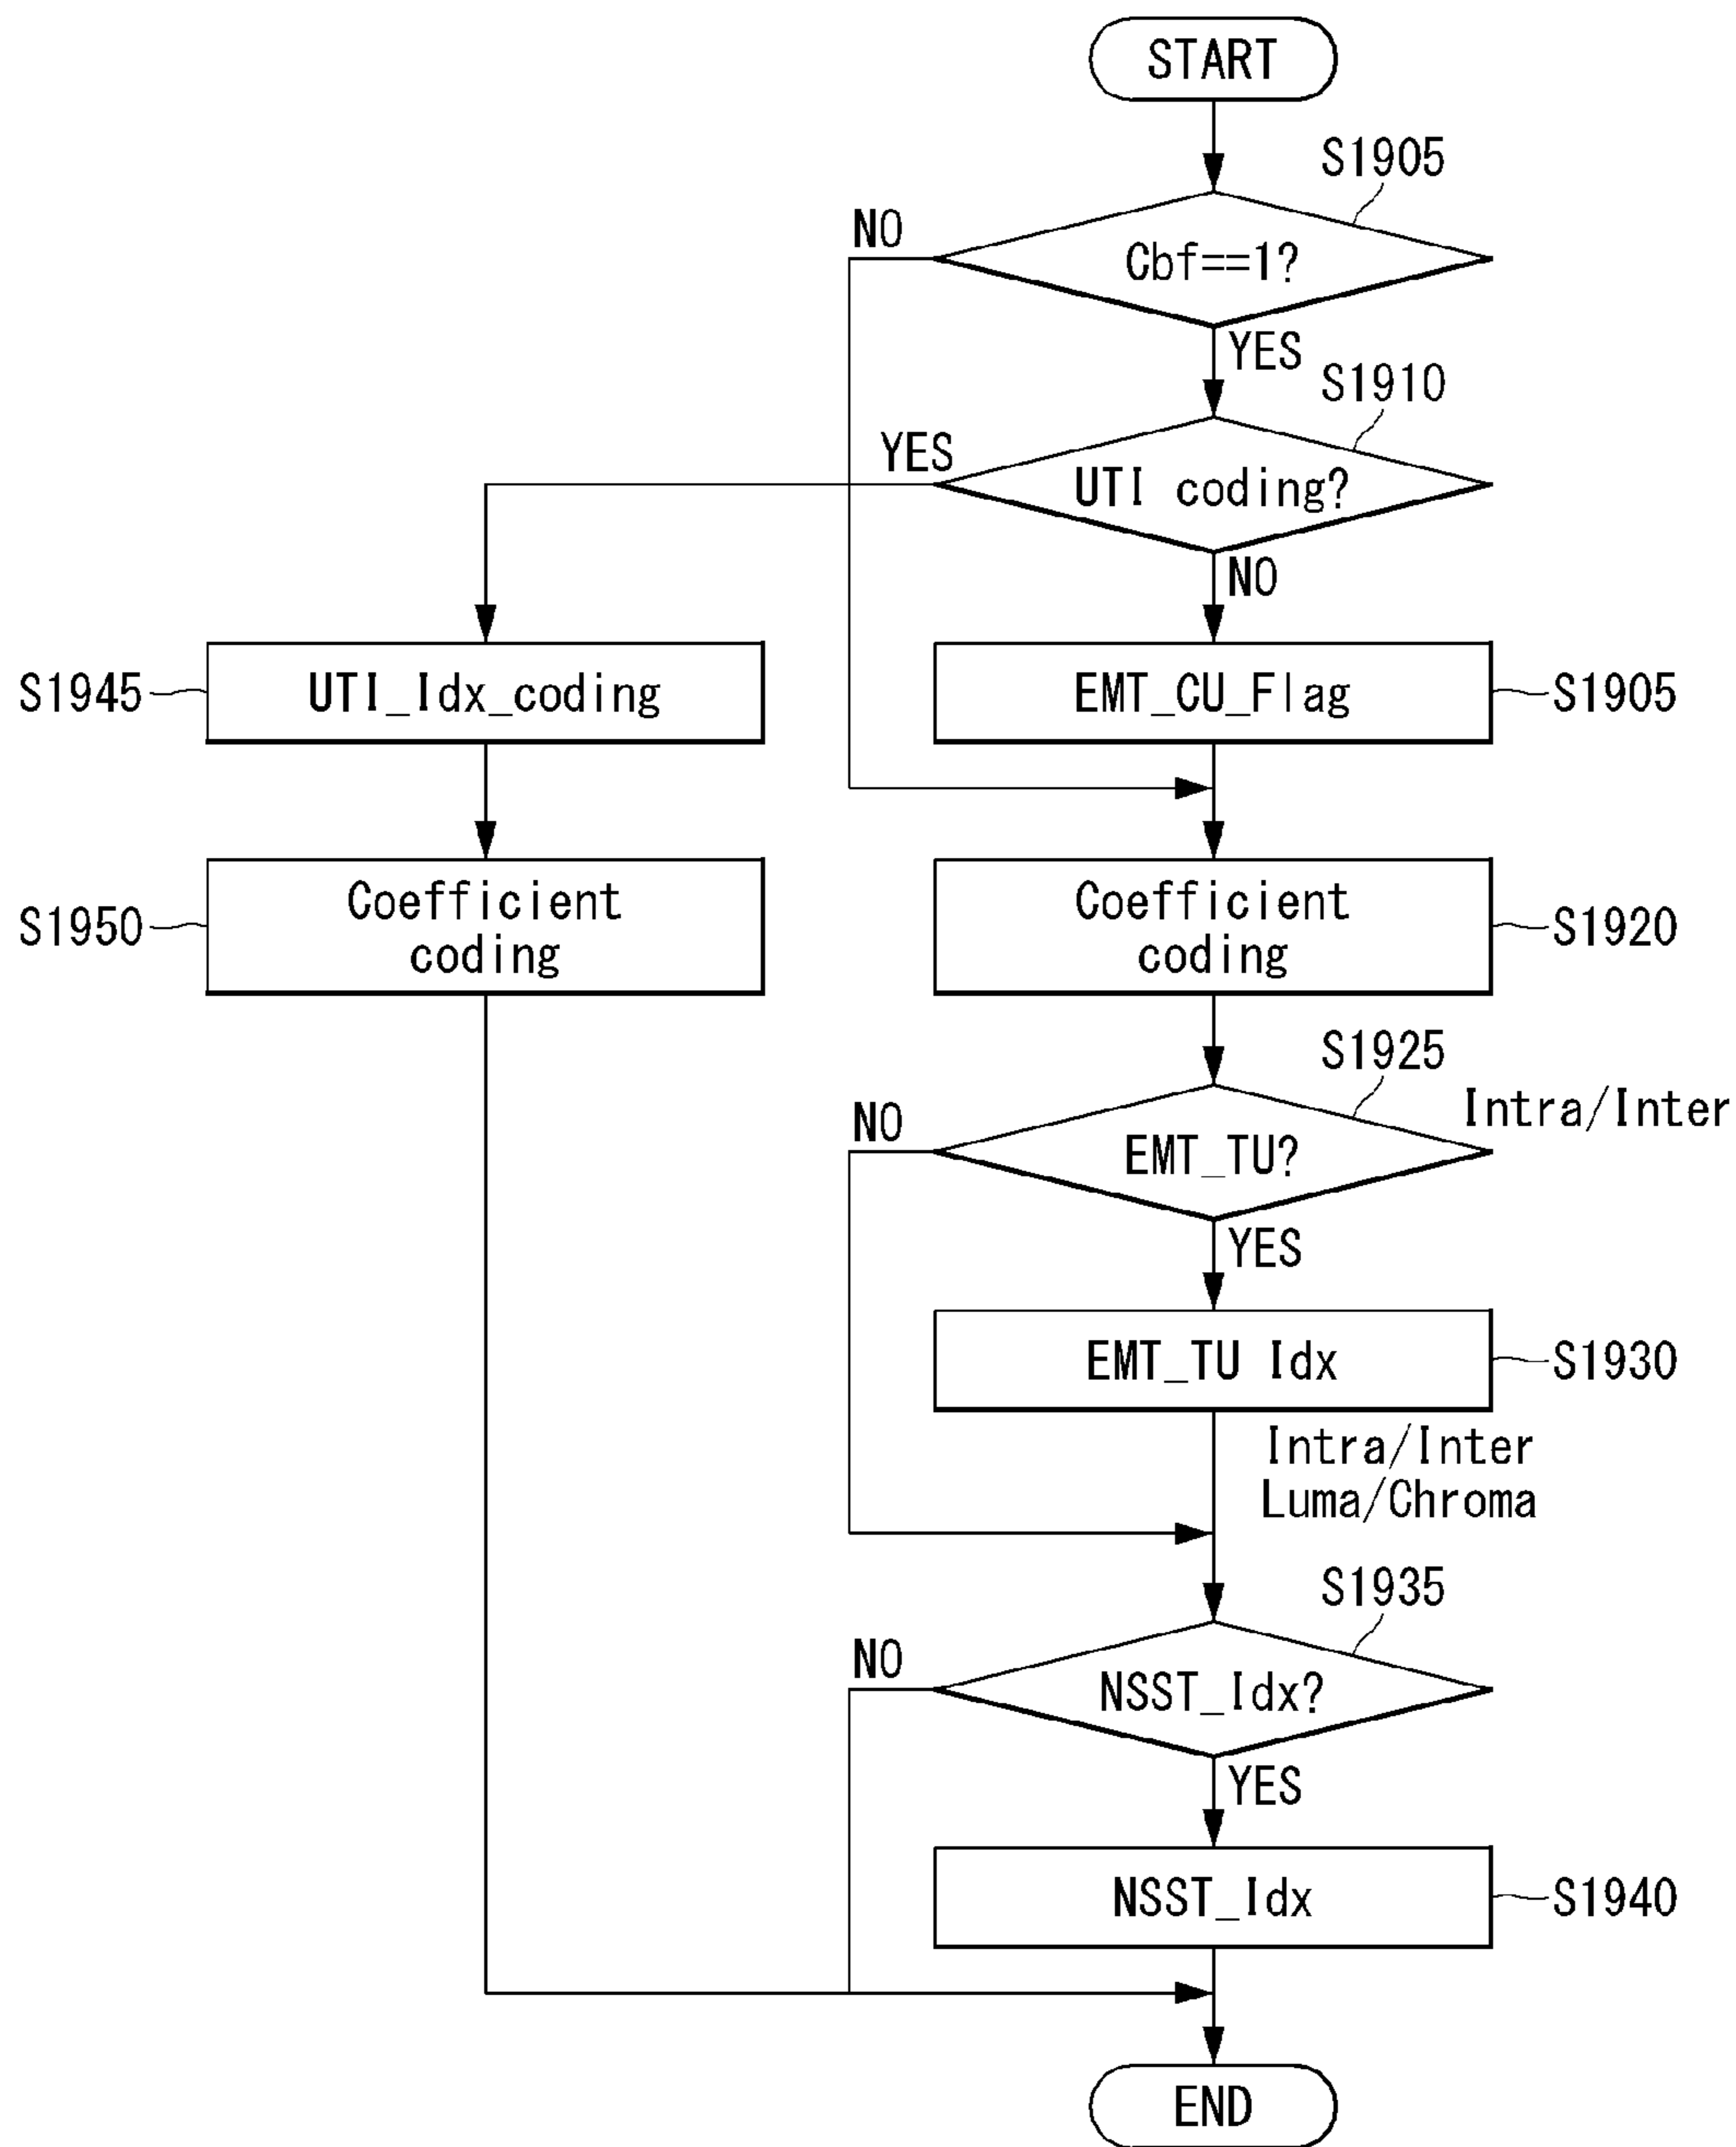 START
S1905
NO
Cbf==1?
YES
S1910
YES
UTI coding?
NO
S1945
UTI_Idx_coding
EMT_CU_Flag
S1905
S1950
Coefficient
coding
Coefficient
coding
S1920
S1925
Intra/Inter
NO
EMT_TU?
YES
EMT_TU Idx
S1930
Intra/Inter
Luma/Chroma
S1935
NO
NSST_Idx?
YES
NSST_Idx
S1940
END